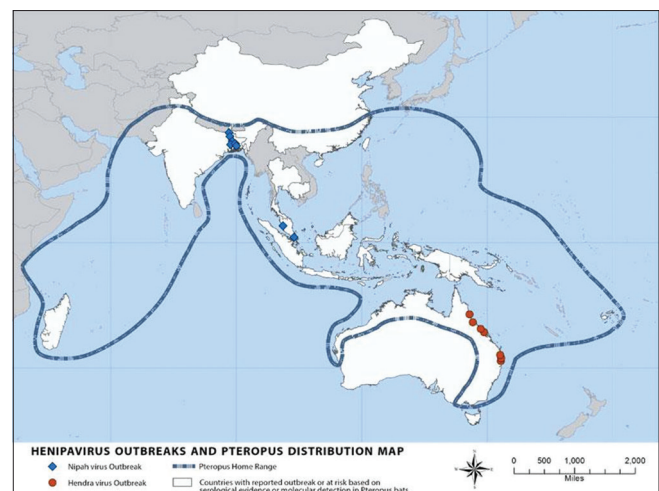 HENIPAVIRUS OUTBREAKS AND PTEROPUS DISTRIBUTION MAP
Nipah virus Outbreak
Pteropus Home Range
Hendra virus Outbreak
Countries with reported outbreak or at risk based on
serological evidence or molecular detection in Pteropus bats
0 500 1,000 2,000
Miles